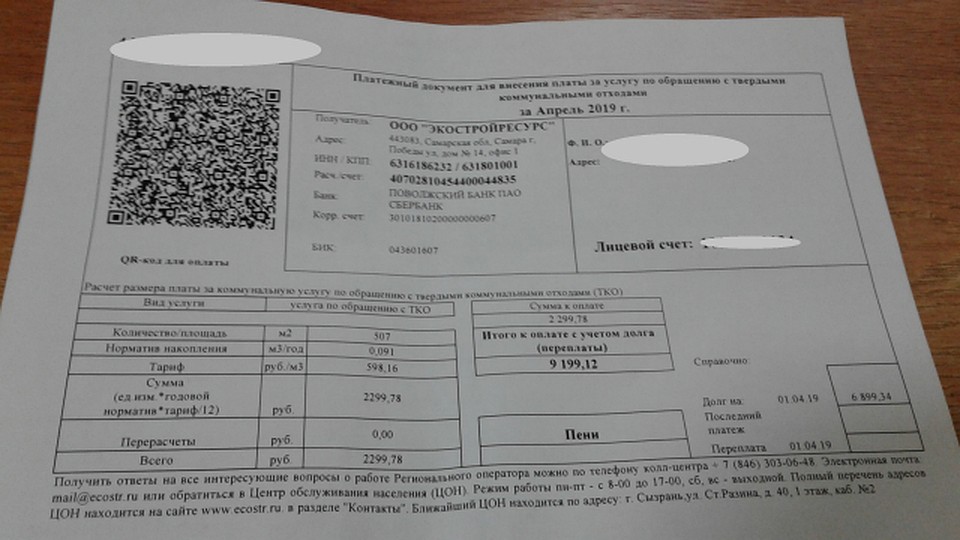 Платежный документ для внесения платы за услугу по обращению с твердыми
коммунальными отходами
за Апрель 2019 г.
QR-код для оплаты
Получатель: ООО "ЭКОСТРОЙРЕСУРС"
Адрес: 443083, Самарская обл, Самара г,
Победы ул, дом № 14, офис 1
ИНН / КПП: 6316186232 / 631801001
Расч./счет: 40702810454400044835
Банк: ПОВОЛЖСКИЙ БАНК ПАО
СБЕРБАНК
Корр. счет: 30101810200000000607
БИК: 043601607
Ф. И. О.
Адрес:
Лицевой счет:
Расчет размера платы за коммунальную услугу по обращению с твердыми коммунальными отходами (ТКО)
Вид услуги услуга по обращению с ТКО
Количество/площадь м2 507
Норматив накопления м3/год 0,091
Тариф руб./м3 598,16
Сумма
(ед изм.*годовой
норматив*тариф/12) руб. 2299,78
Перерасчеты руб. 0,00
Всего руб. 2299,78
Сумма к оплате
2 299,78
Итого к оплате с учетом долга
(переплаты)
9 199,12
Пени
Справочно:
Долг на: 01.04.19 6 899,34
Последний
платеж
Переплата 01.04.19
Получить ответы на все интересующие вопросы о работе Регионального оператора можно по телефону колл-центра + 7 (846) 303-06-48. Электронная почта:
mail@ecostr.ru или обратиться в Центр обслуживания населения (ЦОН). Режим работы пн-пт - с 8-00 до 17-00, сб, вс - выходной. Полный перечень адресов
ЦОН находится на сайте www.ecostr.ru. в разделе "Контакты". Ближайший ЦОН находится по адресу: г. Сызрань,ул. Ст.Разина, д. 40, 1 этаж, каб. №2